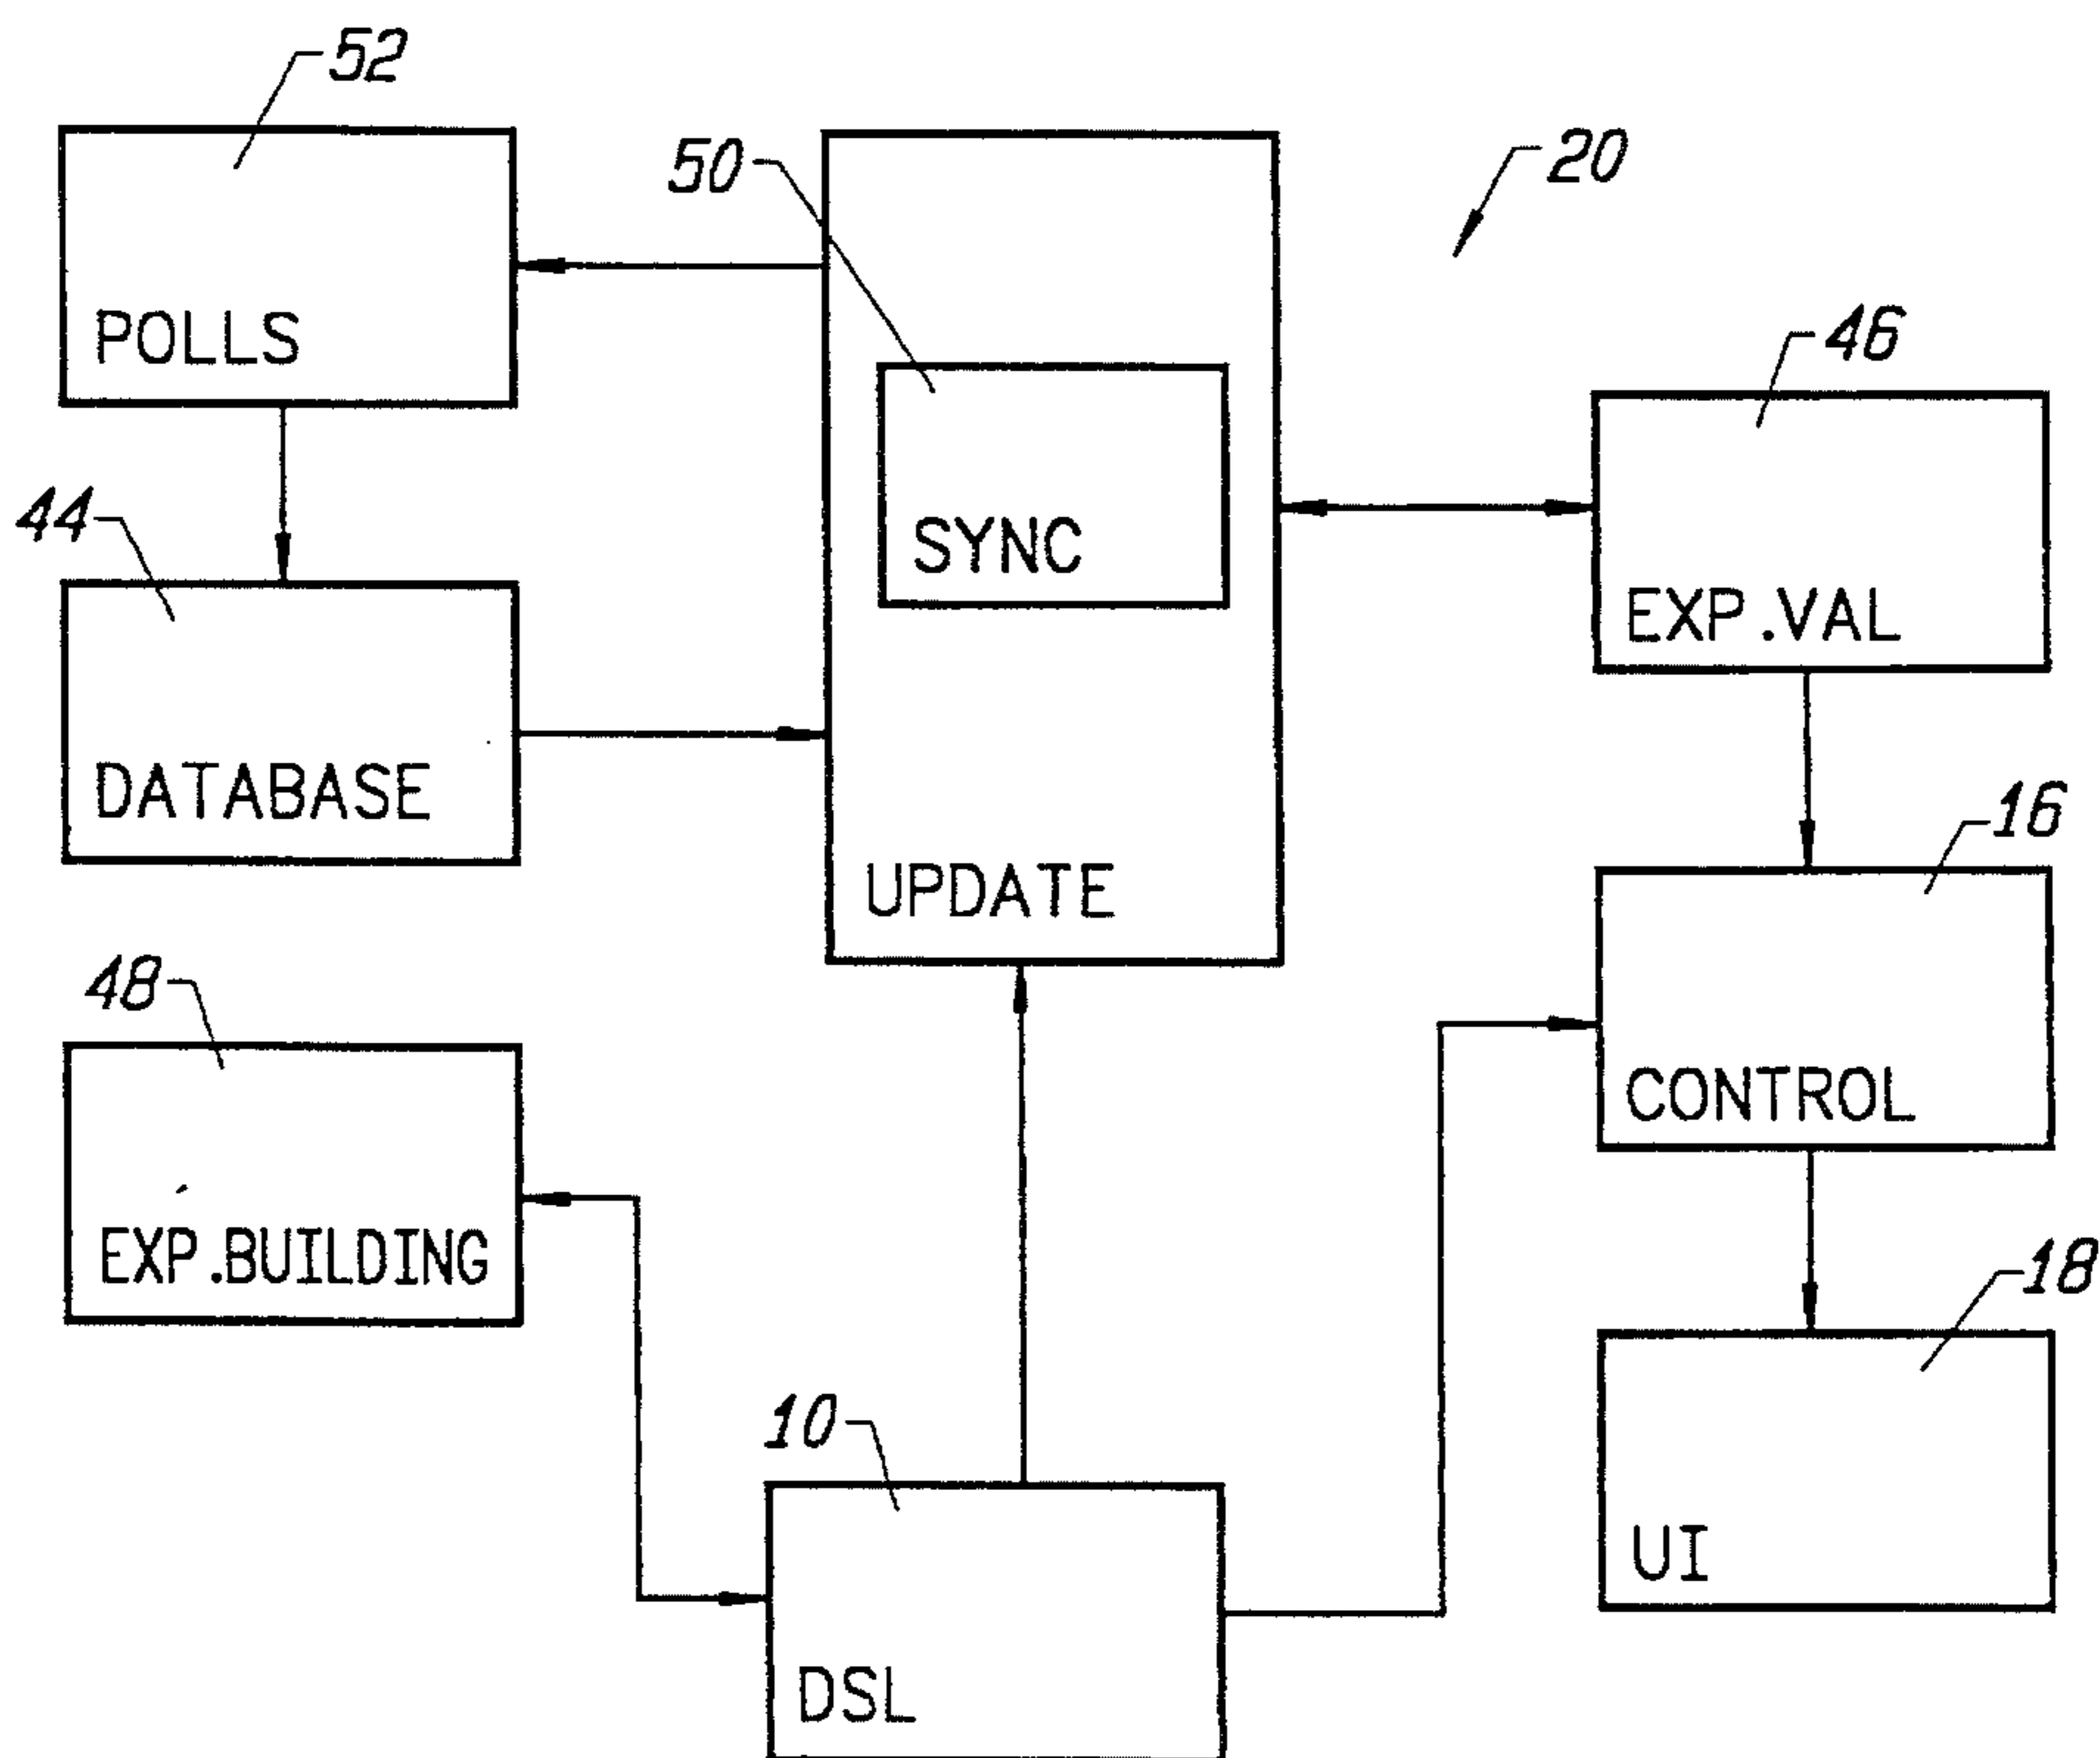 52
POLLS
50
SYNC
UPDATE
20
46
EXP.VAL
44
DATABASE
16
CONTROL
48
EXP.BUILDING
18
UI
10
DSL